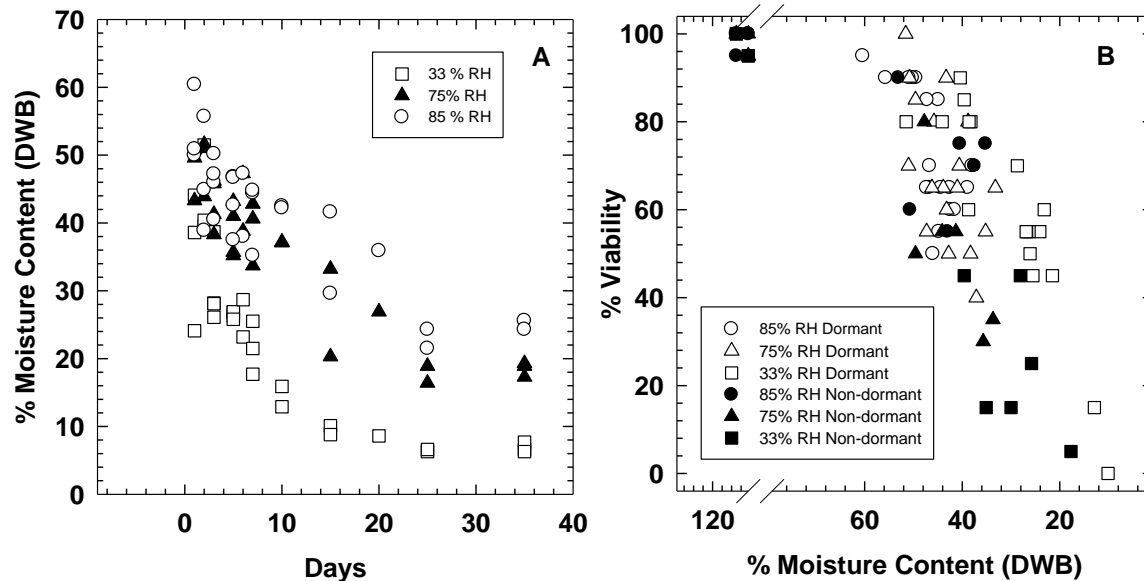 A
33 % RH
75% RH
85 % RH
% Moisture Content (DWB)
70
60
50
40
30
20
10
0
0 10 20 30 40
Days
B
% Viability
100
80
60
40
20
0
85% RH Dormant
75% RH Dormant
33% RH Dormant
85% RH Non-dormant
75% RH Non-dormant
33% RH Non-dormant
120 60 40 20
% Moisture Content (DWB)